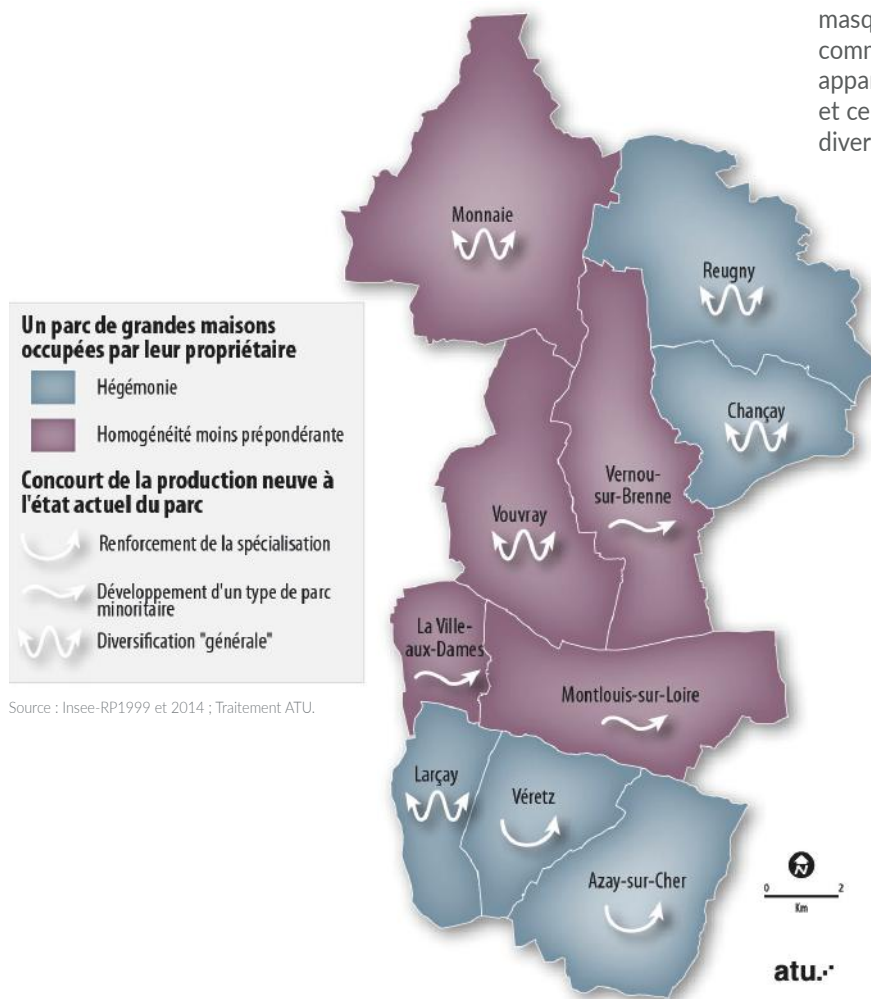 masq
comm
appar
et ce
diver
Monnaie
Reugny
Chançay
Vernou-
sur-Brenne
Vouvray
La Ville-
aux-Dames
Montlouis-sur-Loire
Larçay
Véretz
Azay-sur-Cher
Un parc de grandes maisons
occupées par leur propriétaire
Hégémonie
Homogénéité moins prépondérante
Concourt de la production neuve à
l'état actuel du parc
Renforcement de la spécialisation
Développement d'un type de parc
minoritaire
Diversification "générale"
Source : Insee-RP1999 et 2014 ; Traitement ATU.
N
0 2
Km
atu.